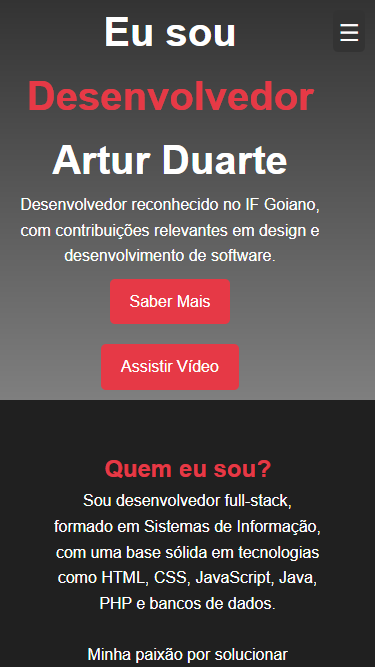 Eu sou
Desenvolvedor
Artur Duarte
Desenvolvedor reconhecido no IF Goiano,
com contribuições relevantes em design e
desenvolvimento de software.
Saber Mais
Assistir Vídeo
Quem eu sou?
Sou desenvolvedor full-stack,
formado em Sistemas de Informação,
com uma base sólida em tecnologias
como HTML, CSS, JavaScript, Java,
PHP e bancos de dados.
Minha paixão por solucionar